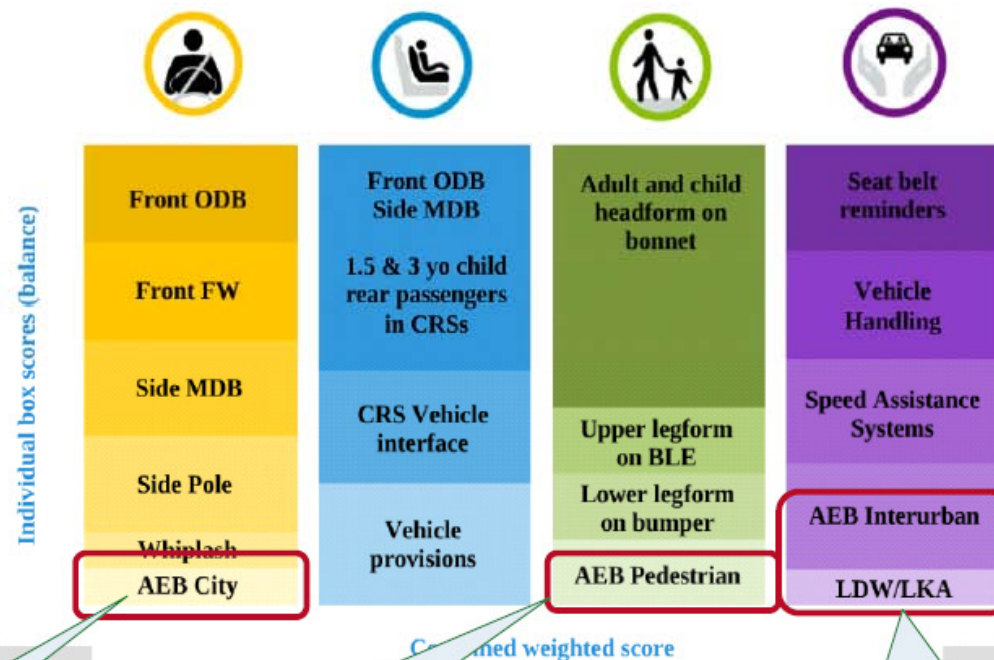 Individual box scores (balance)
Front ODB
Front FW
Side MDB
Side Pole
Whiplash
AEB City
Front ODB
Side MDB
1.5 & 3 yo child
rear passengers
in CRSs
CRS Vehicle
interface
Vehicle
provisions
Adult and child
headform on
bonnet
Upper legform
on BLE
Lower legform
on bumper
AEB Pedestrian
Seat belt
reminders
Vehicle
Handling
Speed Assistance
Systems
AEB Interurban
LDW/LKA
weighted score